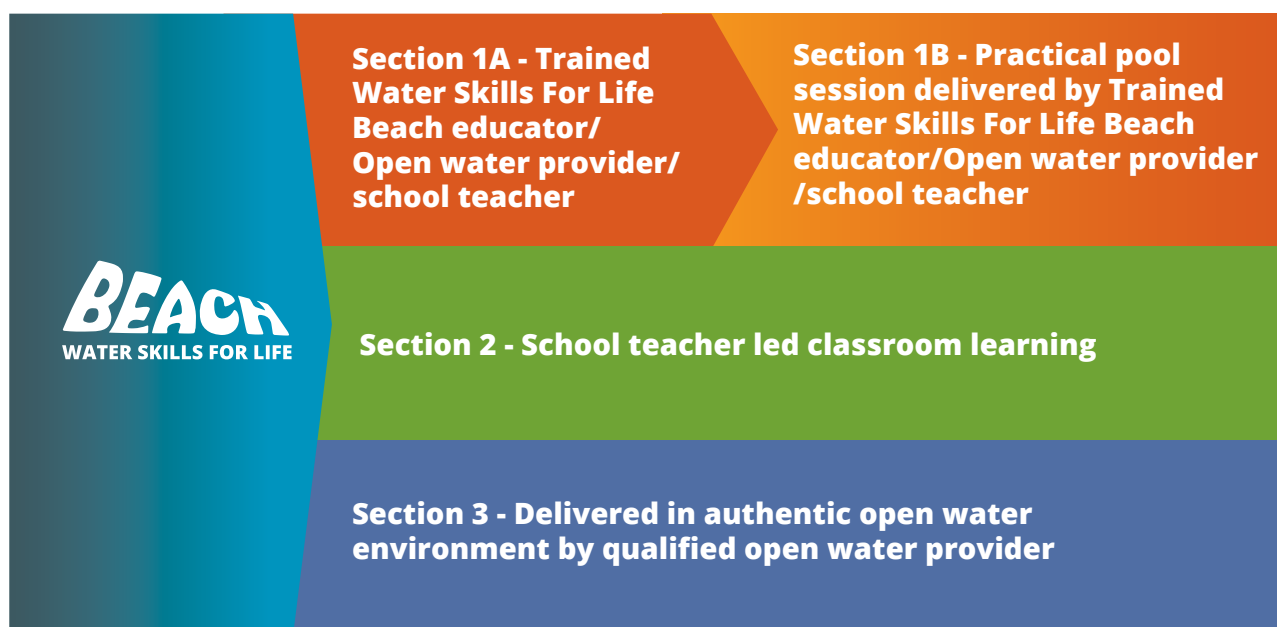 BEACH
WATER SKILLS FOR LIFE
Section 1A - Trained
Water Skills For Life
Beach educator/
Open water provider/
school teacher
Section 1B - Practical pool
session delivered by Trained
Water Skills For Life Beach
educator/Open water provider
/school teacher
Section 2 - School teacher led classroom learning
Section 3 - Delivered in authentic open water
environment by qualified open water provider